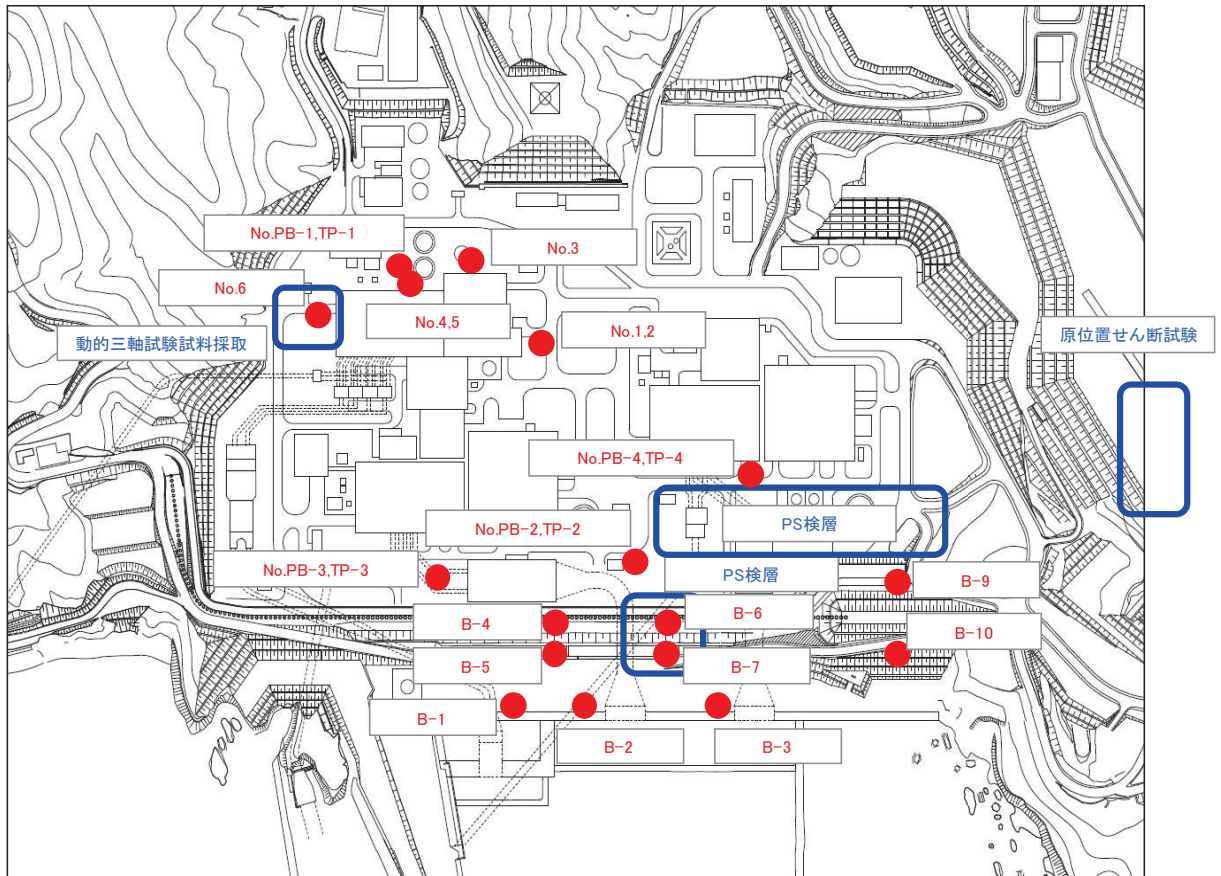 No.PB-1,TP-1
No.3
No.6
No.4,5
No.1,2
動的三軸試験試料採取
原位置せん断試験
No.PB-4,TP-4
No.PB-2,TP-2
PS検層
No.PB-3,TP-3
PS検層
B-9
B-4
B-6
B-10
B-5
B-7
B-1
B-2
B-3